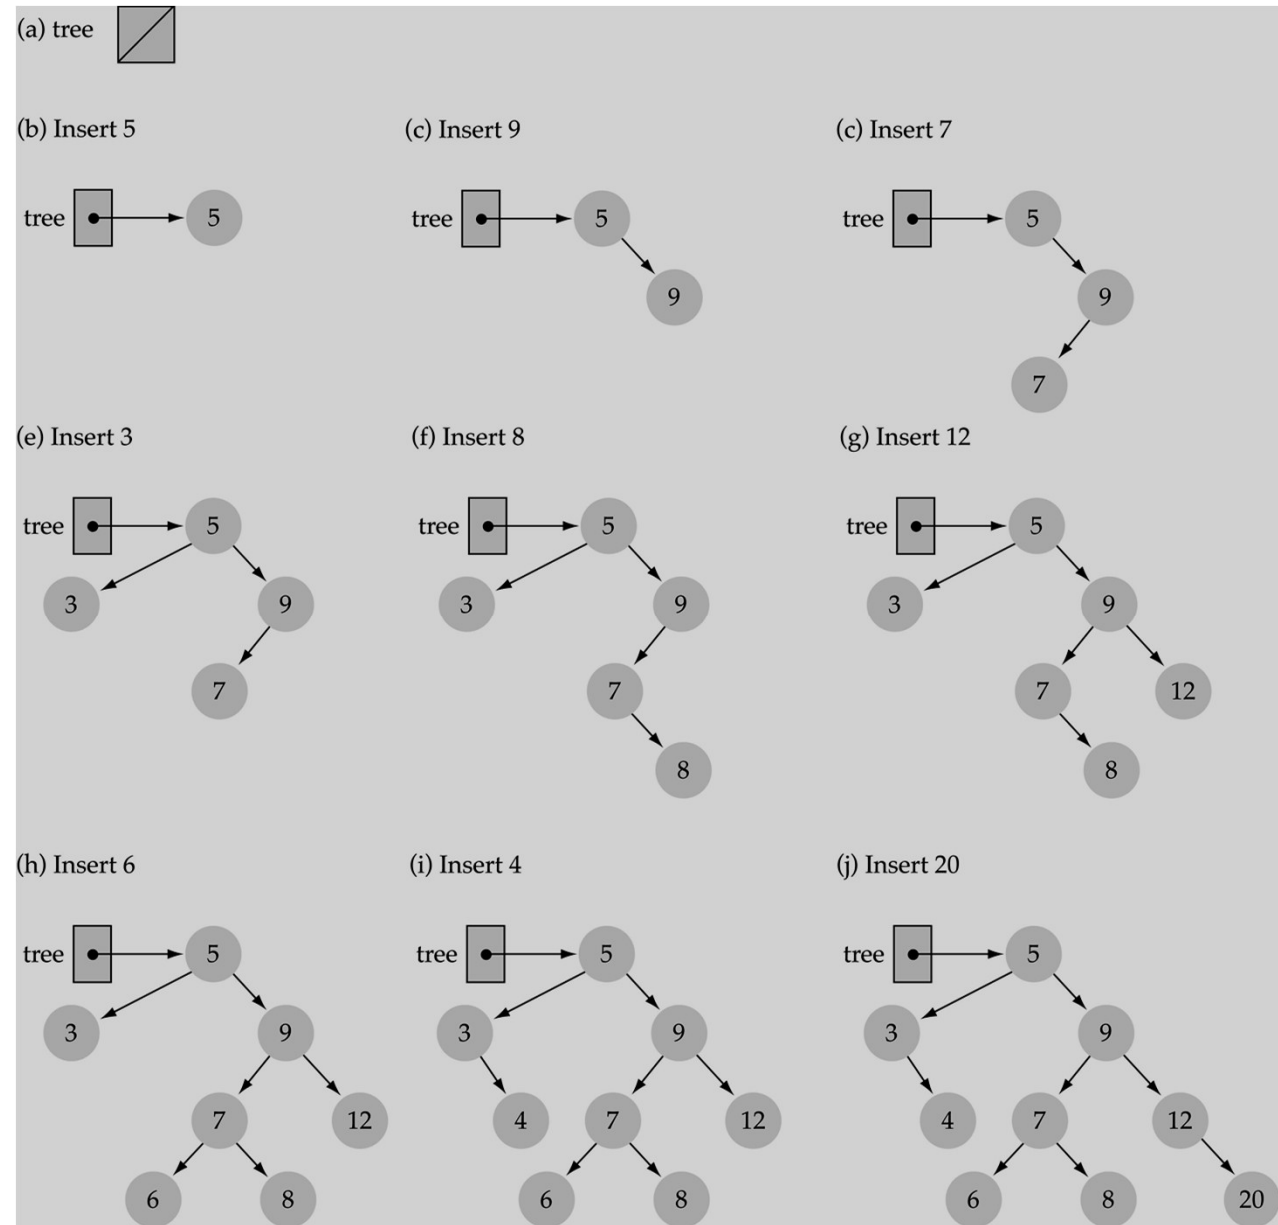 (a) tree
(b) Insert 5
(c) Insert 9
(c) Insert 7
tree 5
tree 5
tree 5
9
9
7
(e) Insert 3
(f) Insert 8
(g) Insert 12
tree 5
tree 5
tree 5
3 9
3 9
3 9
7
7
7 12
8
8
(h) Insert 6
(i) Insert 4
(j) Insert 20
tree 5
tree 5
tree 5
3 9
3 9
3 9
7 12
4 7 12
4 7 12
6 8
6 8
6 8 20